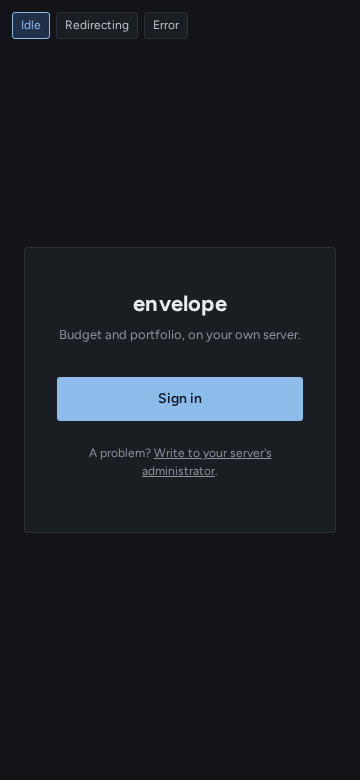 Idle Redirecting Error
envelope
Budget and portfolio, on your own server.
Sign in
A problem? Write to your server's
administrator.